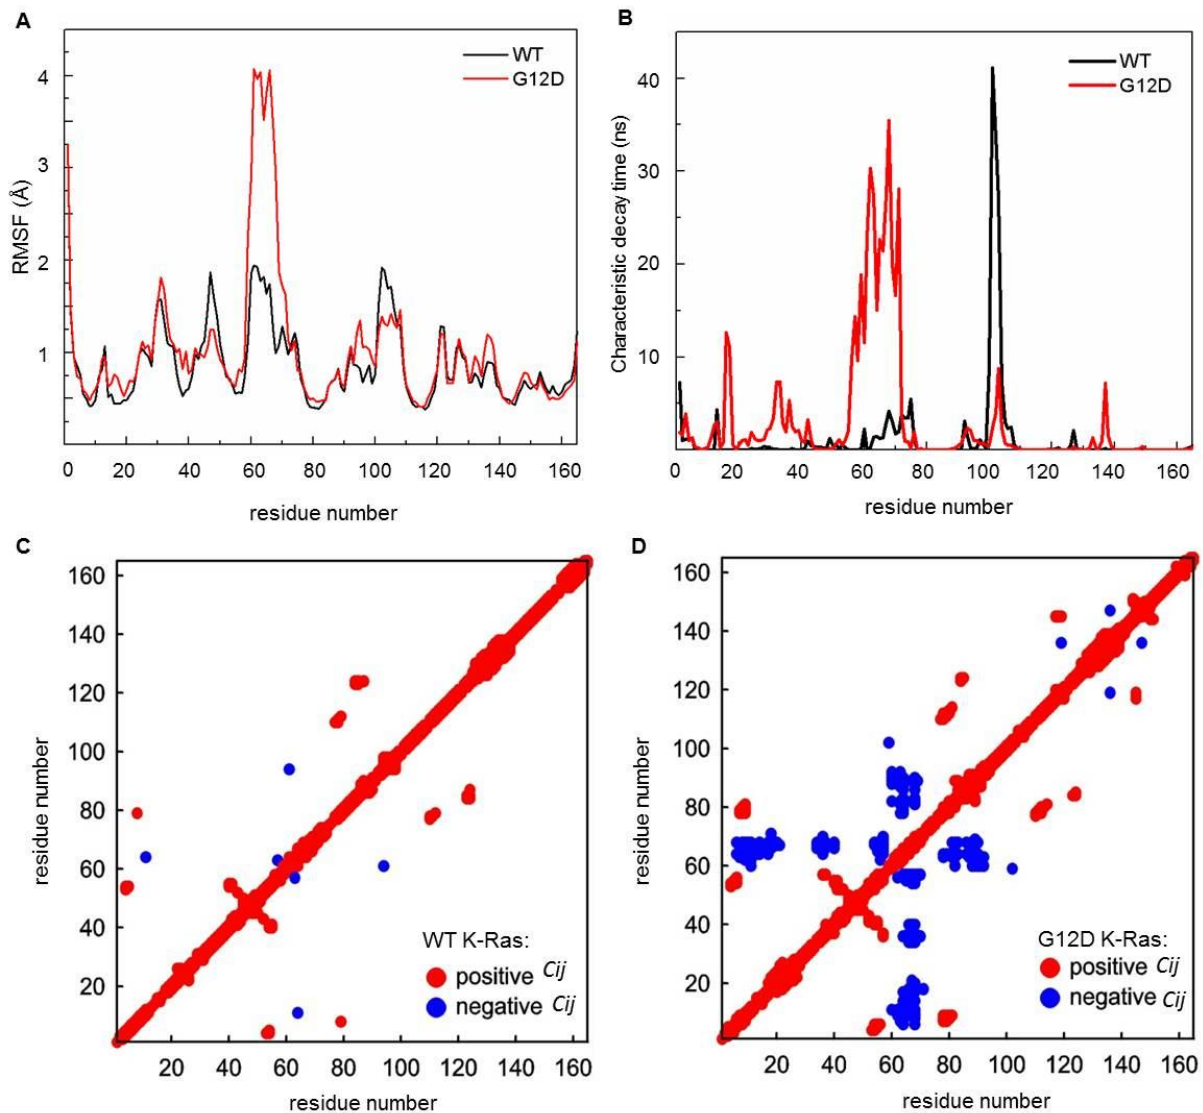 A
WT
G12D
4
3
2
1
RMSF (Å)
0 20 40 60 80 100 120 140 160
residue number
B
WT
G12D
40
30
20
10
Characteristic decay time (ns)
0 20 40 60 80 100 120 140 160
residue number
C
160
140
120
100
80
60
40
20
residue number
WT K-Ras:
positive Cij
negative Cij
20 40 60 80 100 120 140 160
residue number
D
160
140
120
100
80
60
40
20
residue number
G12D K-Ras:
positive Cij
negative Cij
20 40 60 80 100 120 140 160
residue number